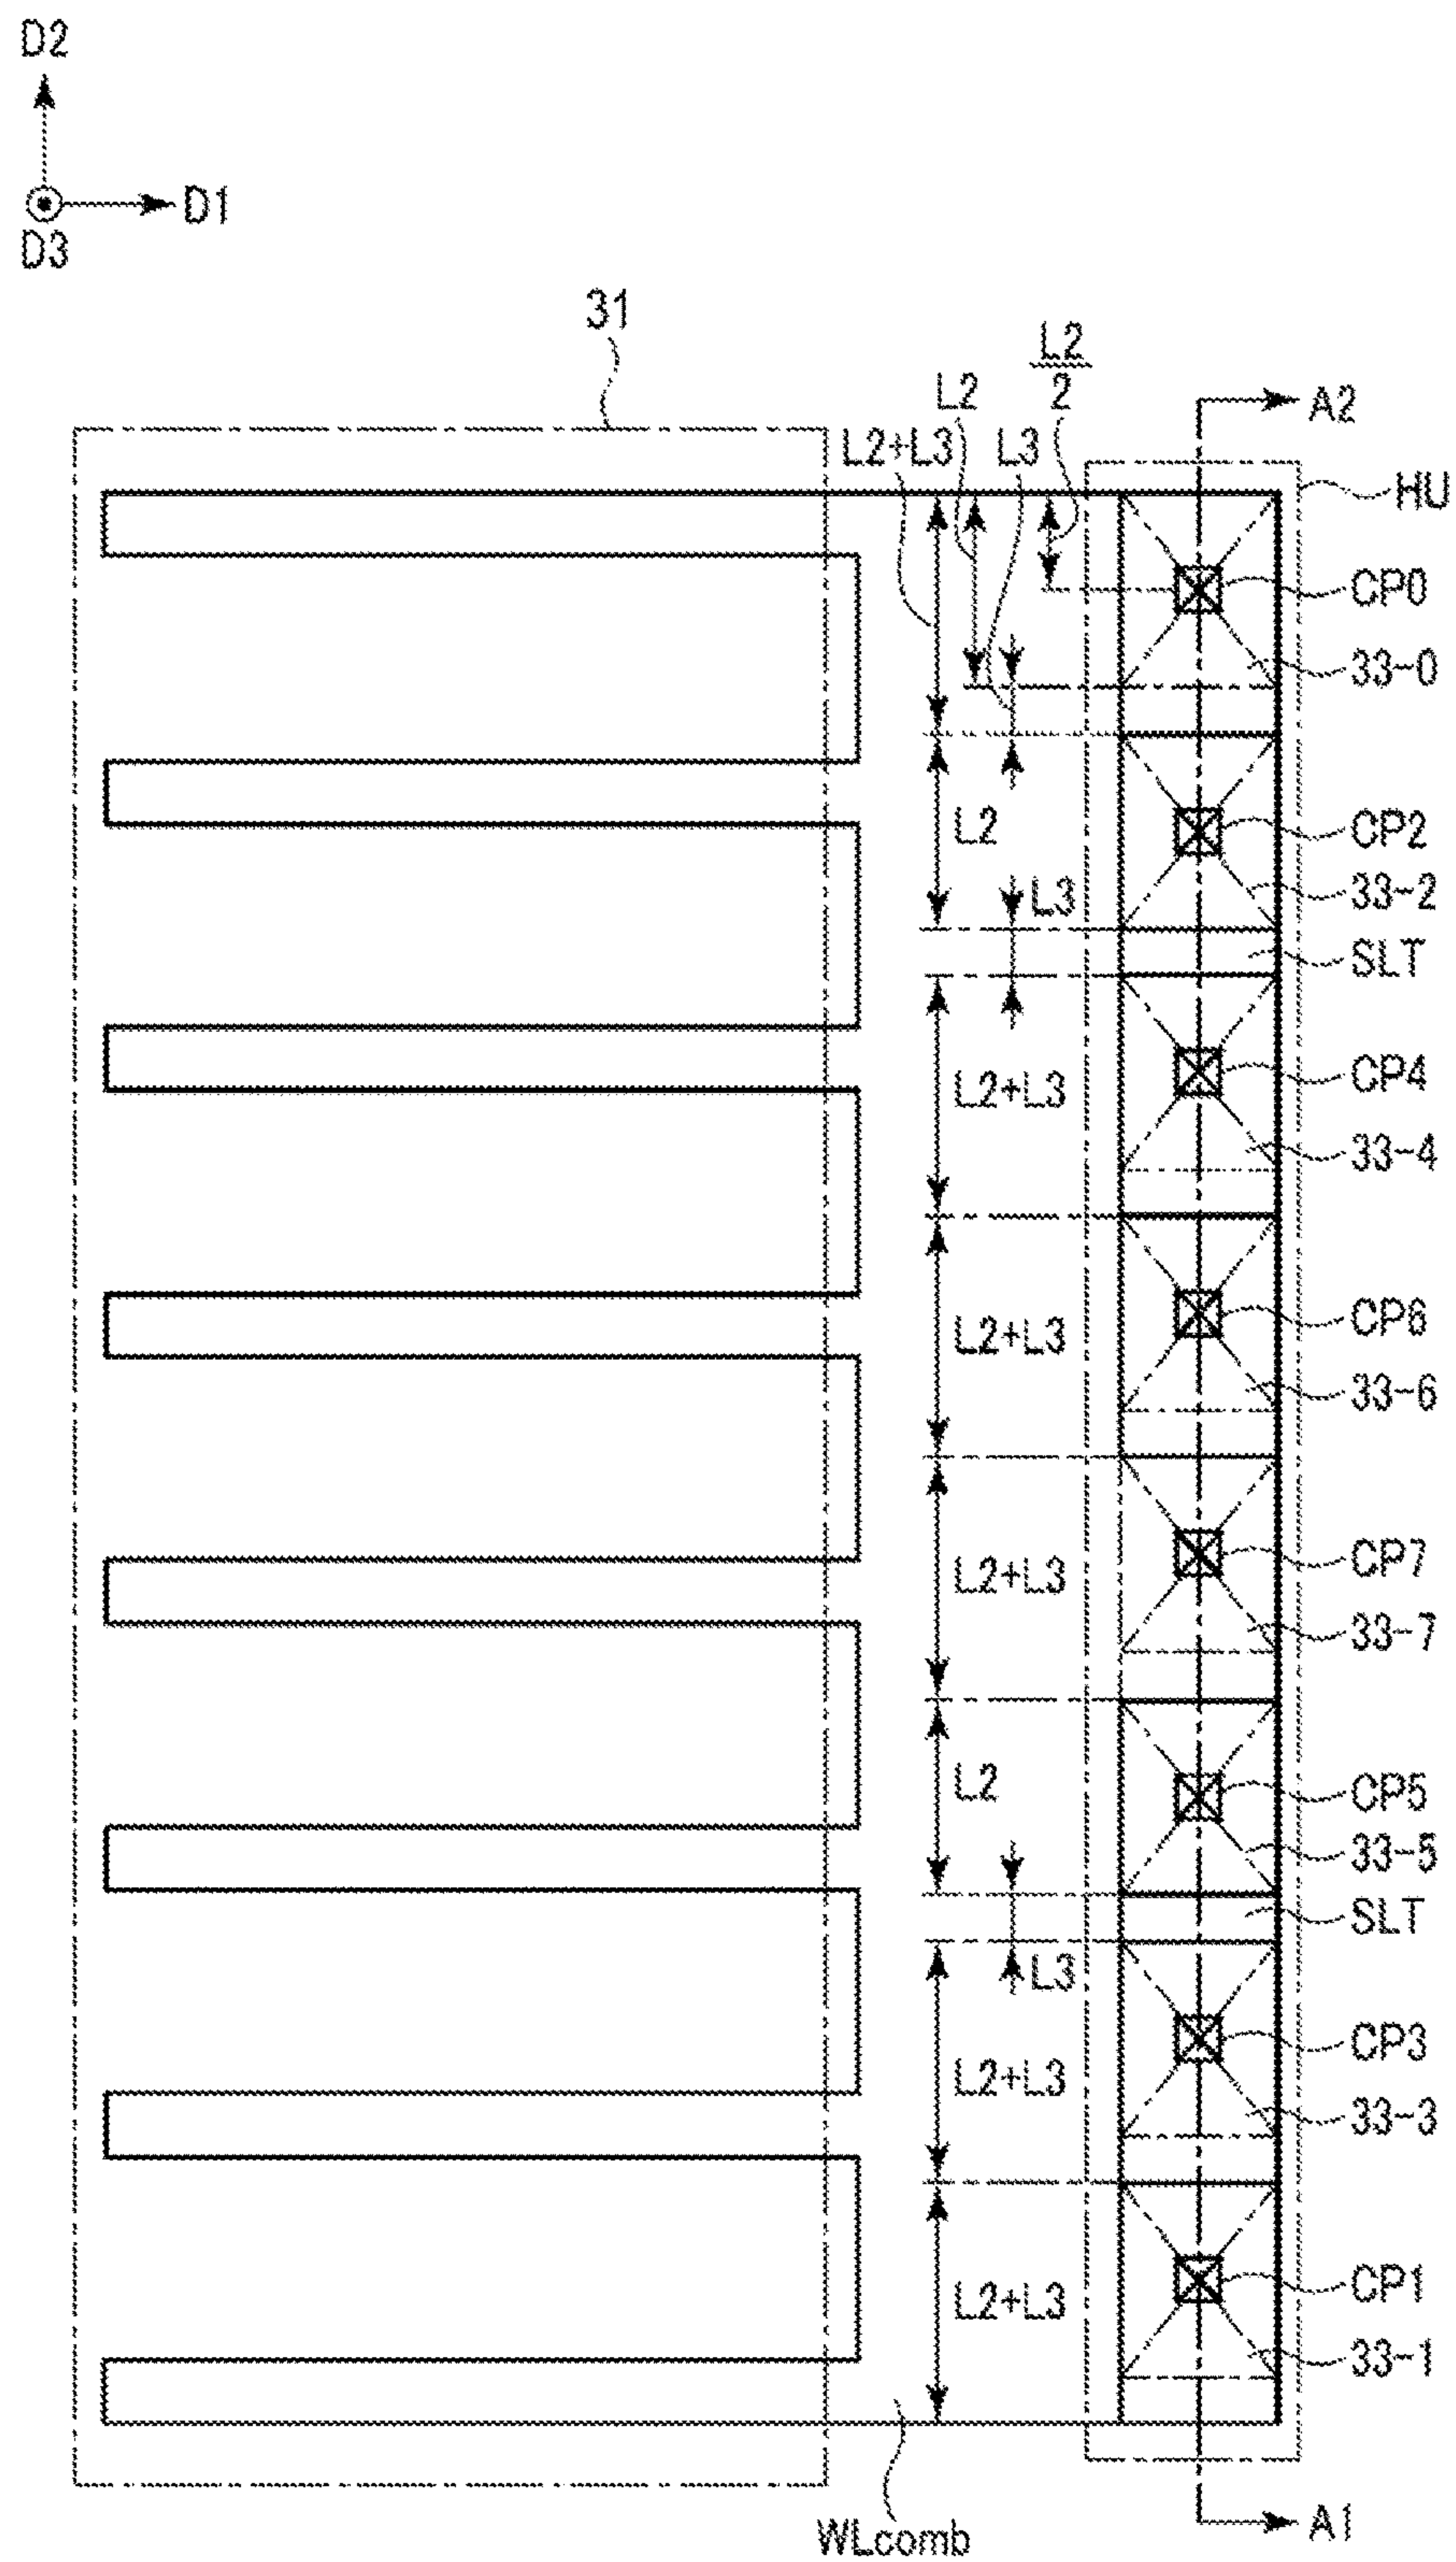 D2
D1
D3
31
L2
2
L2
L2+L3
L3
A2
HU
CP0
33-0
L2
CP2
L3
33-2
SLT
L2+L3
CP4
33-4
L2+L3
CP6
33-6
L2+L3
CP7
33-7
L2
CP5
33-5
SLT
L3
CP3
L2+L3
33-3
L2+L3
CP1
33-1
WLcomb
A1